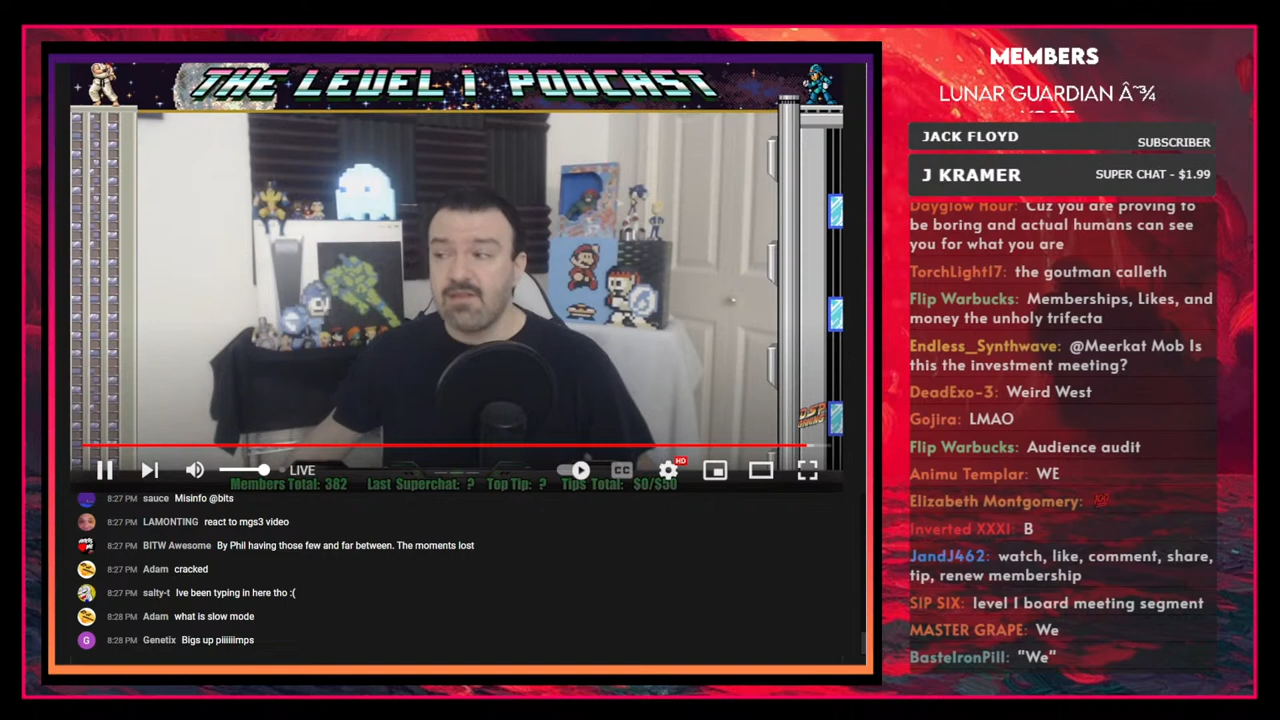 THE LEVEL 1 PODCAST
LIVE
HD
CC
Members Total: 382 Last Superchat: ? Top Tip: ? Tips Total: $0/$50
8:27 PM sauce Misinfo @bits
8:27 PM LAMONTING react to mgs3 video
8:27 PM BITW Awesome By Phil having those few and far between. The moments lost
8:27 PM Adam cracked
8:27 PM salty-t Ive been typing in here tho :(
8:28 PM Adam what is slow mode
G 8:28 PM Genetix Bigs up piiiiiimps
MEMBERS
LUNAR GUARDIAN Â˜¾
JACK FLOYD SUBSCRIBER
J KRAMER SUPER CHAT - $1.99
Dayglow Hour: Cuz you are proving to
be boring and actual humans can see
you for what you are
TorchLight17: the goutman calleth
Flip Warbucks: Memberships, Likes, and
money the unholy trifecta
Endless_Synthwave: @Meerkat Mob Is
this the investment meeting?
DeadExo-3: Weird West
Gojira: LMAO
Flip Warbucks: Audience audit
Animu Templar: WE
Elizabeth Montgomery: 💯
Inverted XXXI: B
JandJ462: watch, like, comment, share,
tip, renew membership
SIP SIX: level 1 board meeting segment
MASTER GRAPE: We
BasteIronPill: "We"